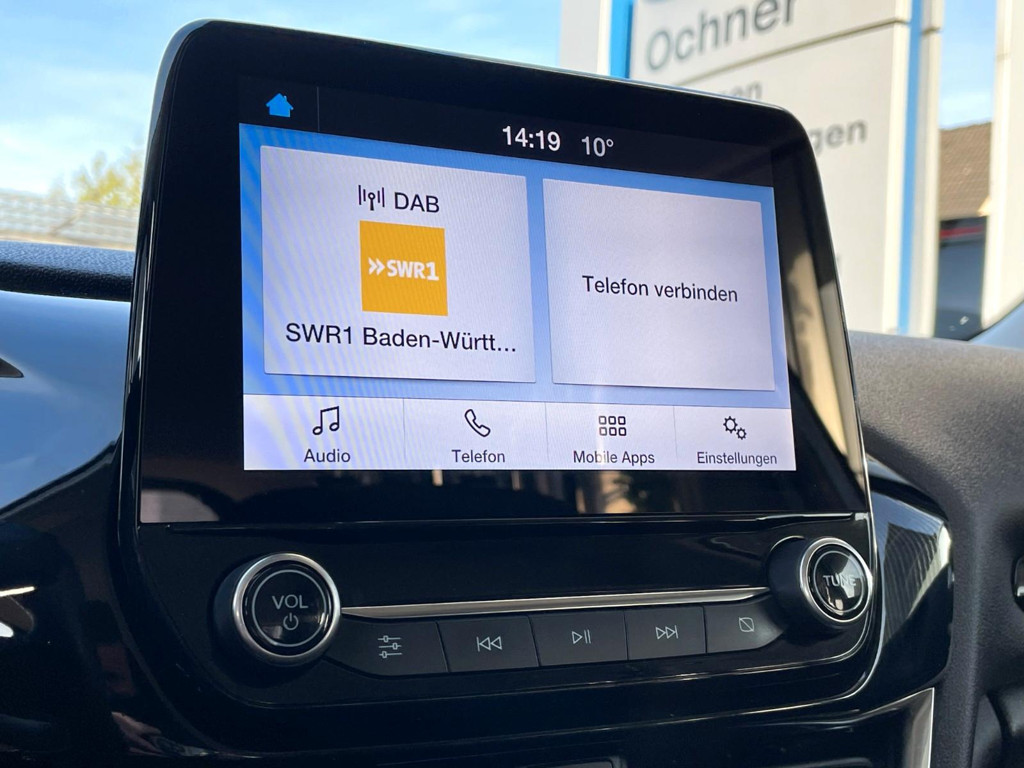 Ochner
gen
14:19 10°
DAB
»SWR1
SWR1 Baden-Württ...
Telefon verbinden
Audio
Telefon
Mobile Apps
Einstellungen
VOL
TUNE